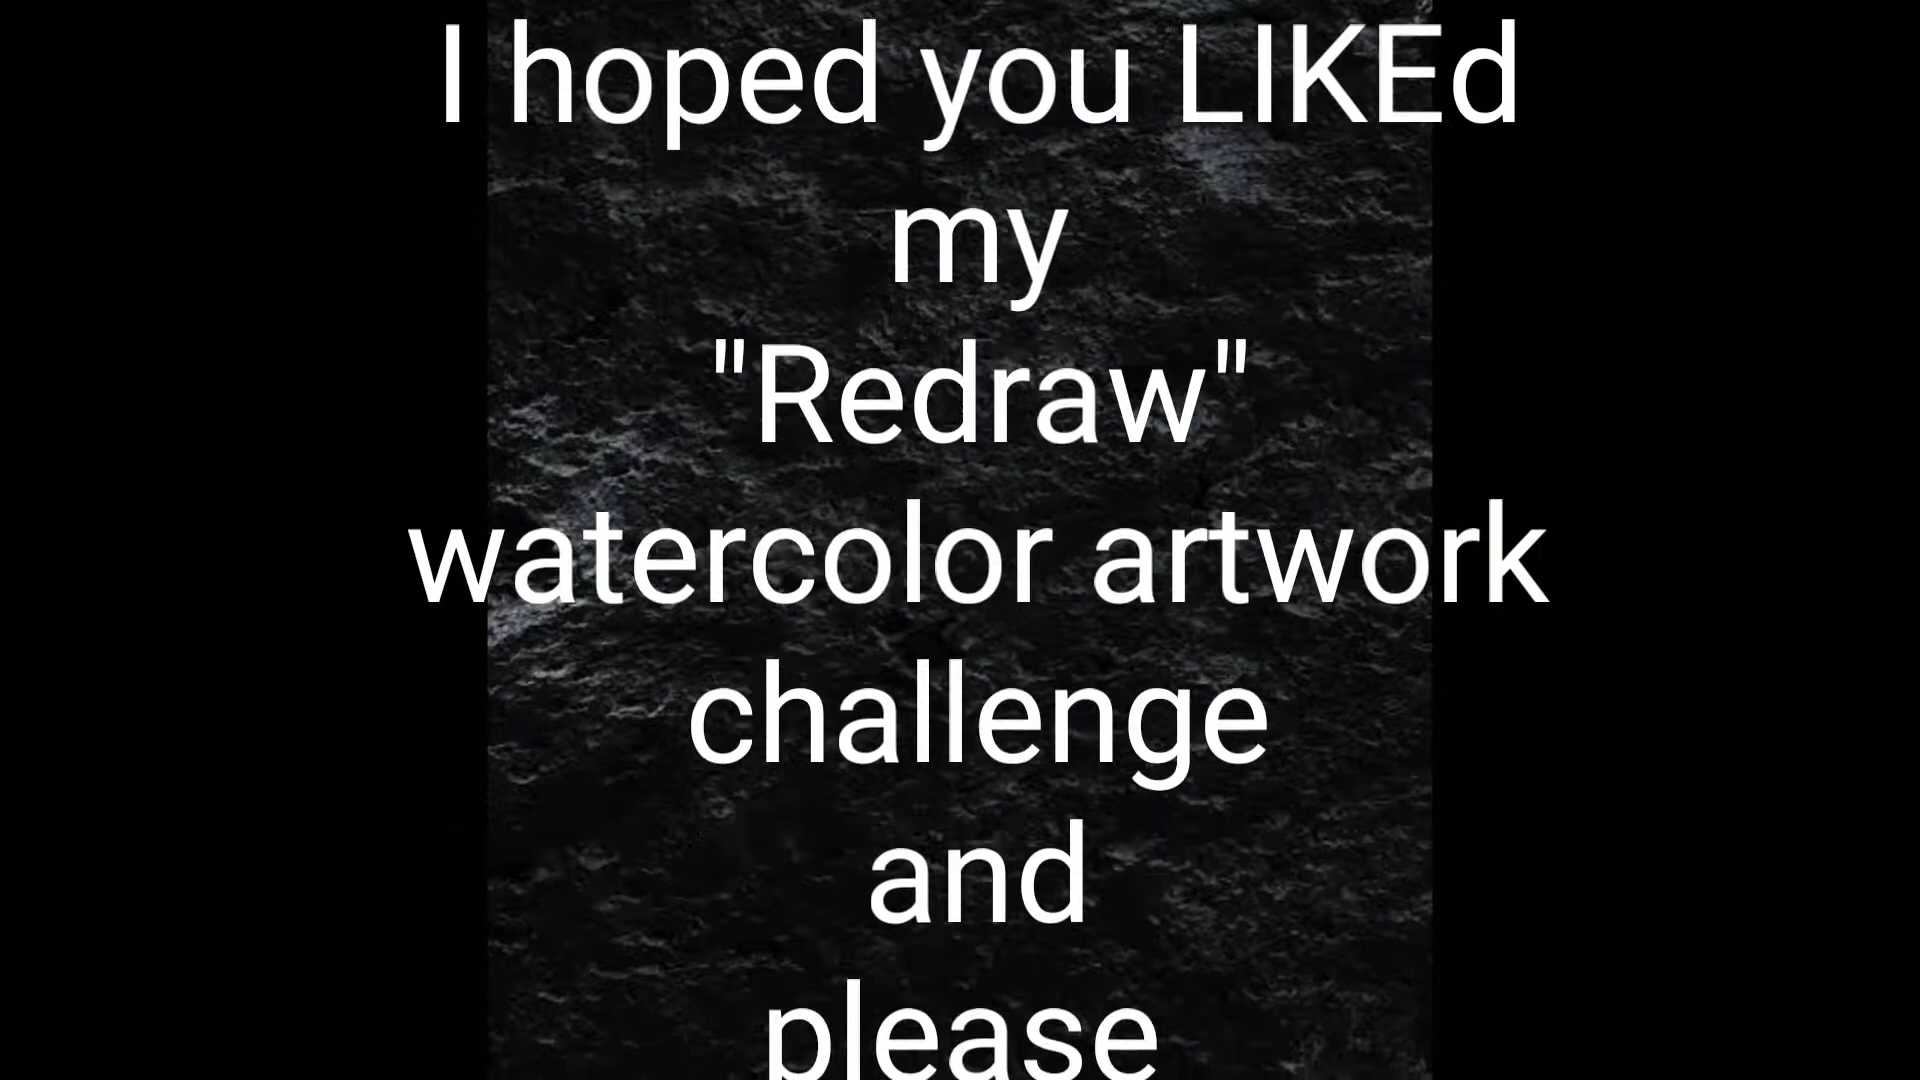 I hoped you LIKEd
my
"Redraw"
watercolor artwork
challenge
and
please